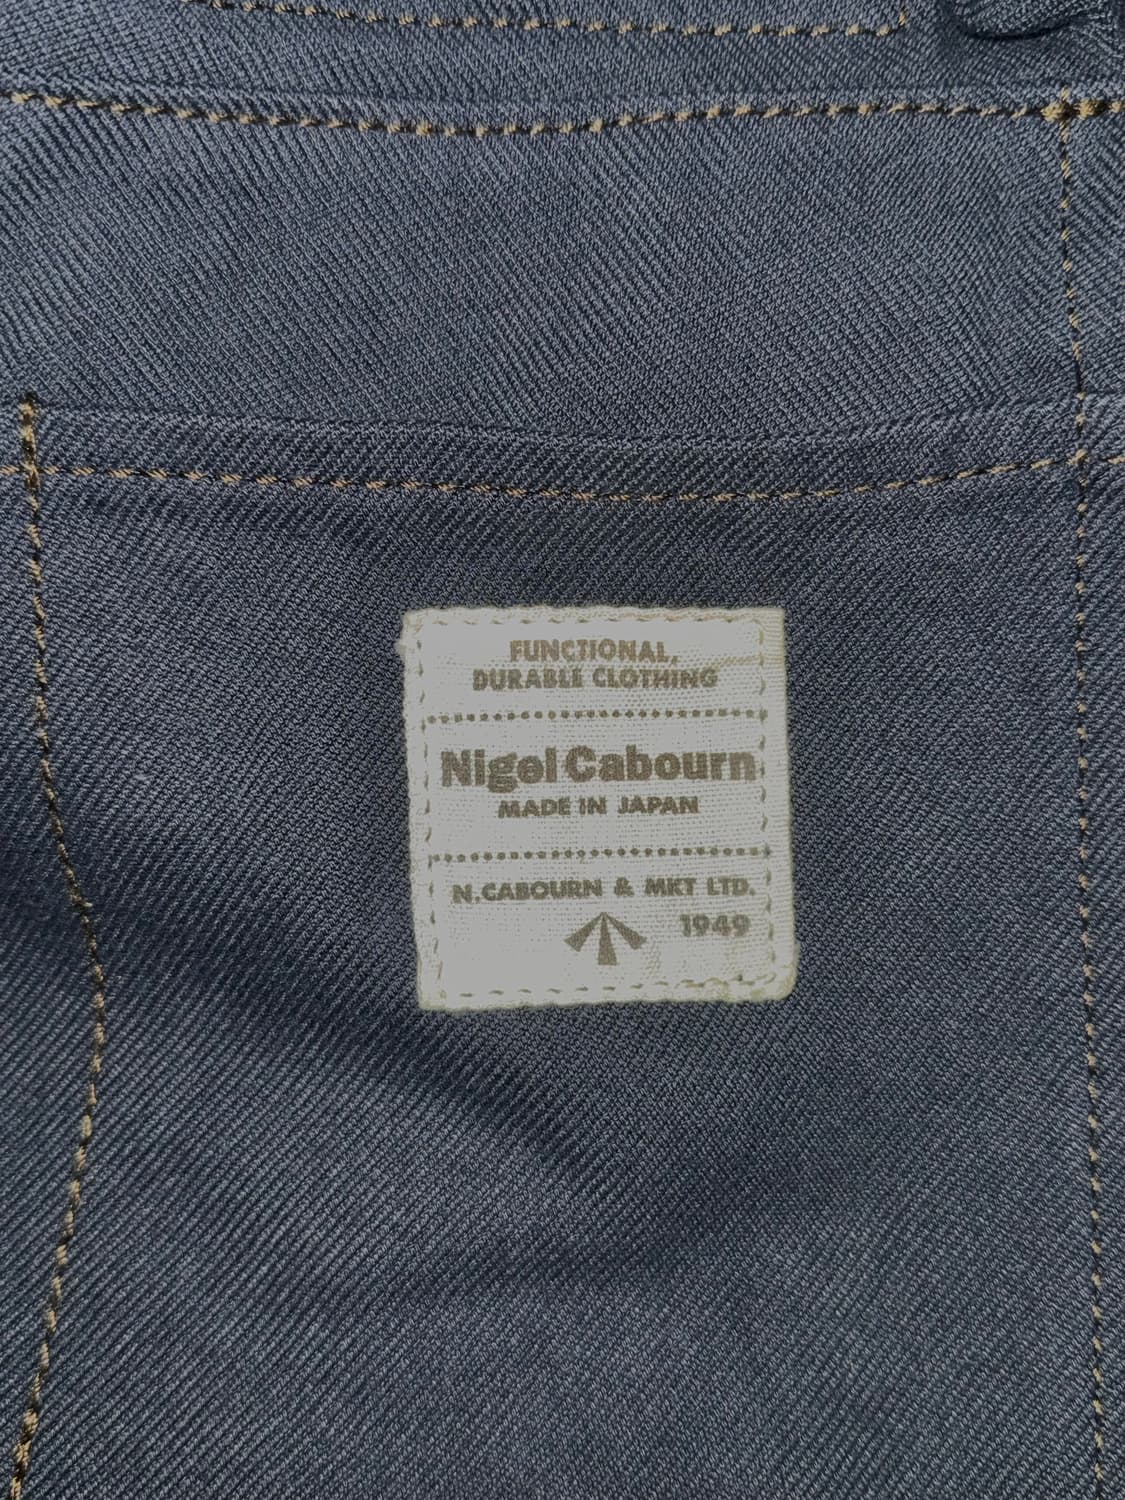 FUNCTIONAL,
DURABLE CLOTHING
Nigel Cabourn
MADE IN JAPAN
N.CABOURN & MKT LTD.
1949